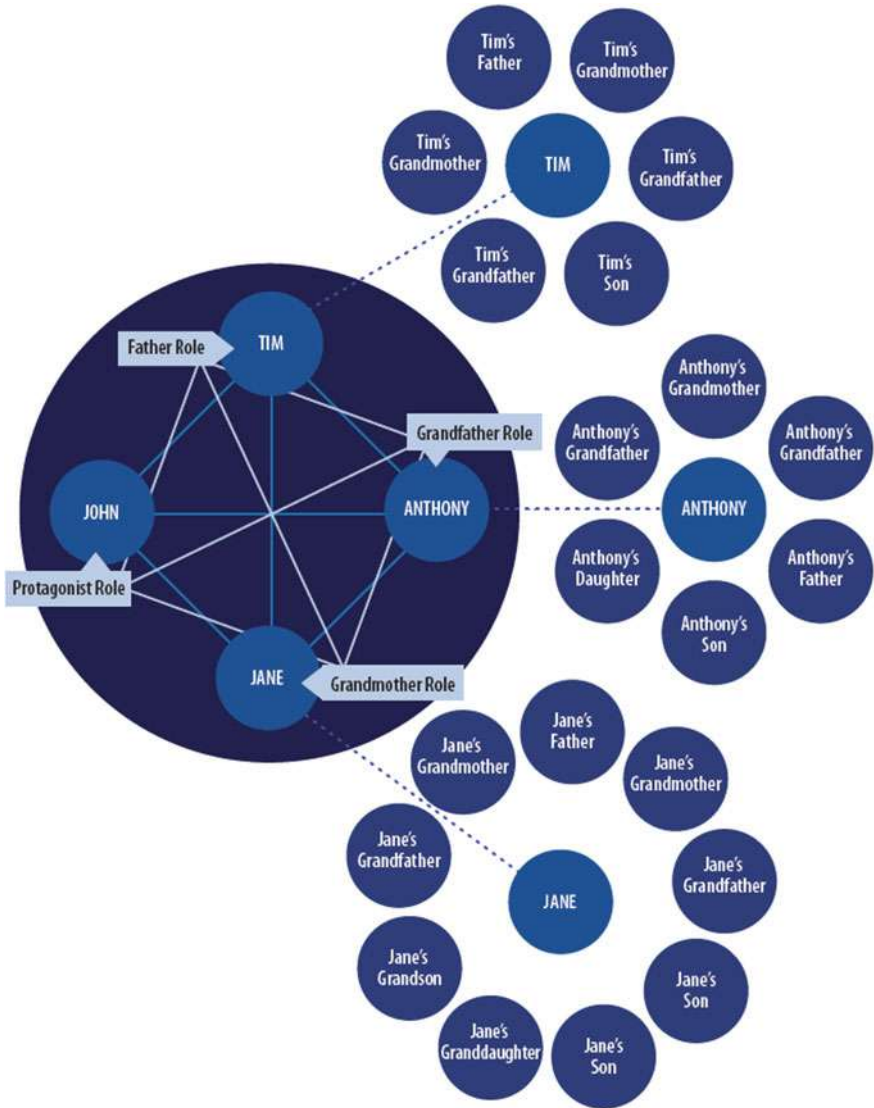 Tim's
Father
Tim's
Grandmother
Tim's
Grandmother
TIM
Tim's
Grandfather
Tim's
Grandfather
Tim's
Son
TIM
Father Role
Grandfather Role
JOHN
ANTHONY
Protagonist Role
JANE
Grandmother Role
Anthony's
Grandmother
Anthony's
Grandfather
Anthony's
Grandfather
ANTHONY
Anthony's
Daughter
Anthony's
Father
Anthony's
Son
Jane's
Father
Jane's
Grandmother
Jane's
Grandmother
Jane's
Grandfather
Jane's
Grandfather
JANE
Jane's
Grandson
Jane's
Son
Jane's
Granddaughter
Jane's
Son